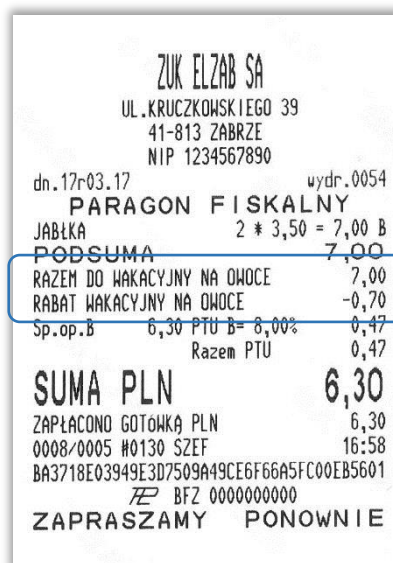 ZUK ELZAB SA
UL.KRUCZKOWSKIEGO 39
41-813 ZABRZE
NIP 1234567890
dn.17r03.17 wydr.0054
PARAGON FISKALNY
JABŁKA 2 * 3,50 = 7,00 B
PODSUMA 7,00
RAZEM DO WAKACYJNY NA OWOCE 7,00
RABAT WAKACYJNY NA OWOCE -0,70
Sp.op.B 6,30 PTU B= 8,00% 0,47
Razem PTU 0,47
SUMA PLN 6,30
ZAPŁACONO GOTÓWKĄ PLN 6,30
0008/0005 #0130 SZEF 16:58
BA3718E03949E3D7509A49CE6F66A5FC00EB5601
BFZ 0000000000
ZAPRASZAMY PONOWNIE